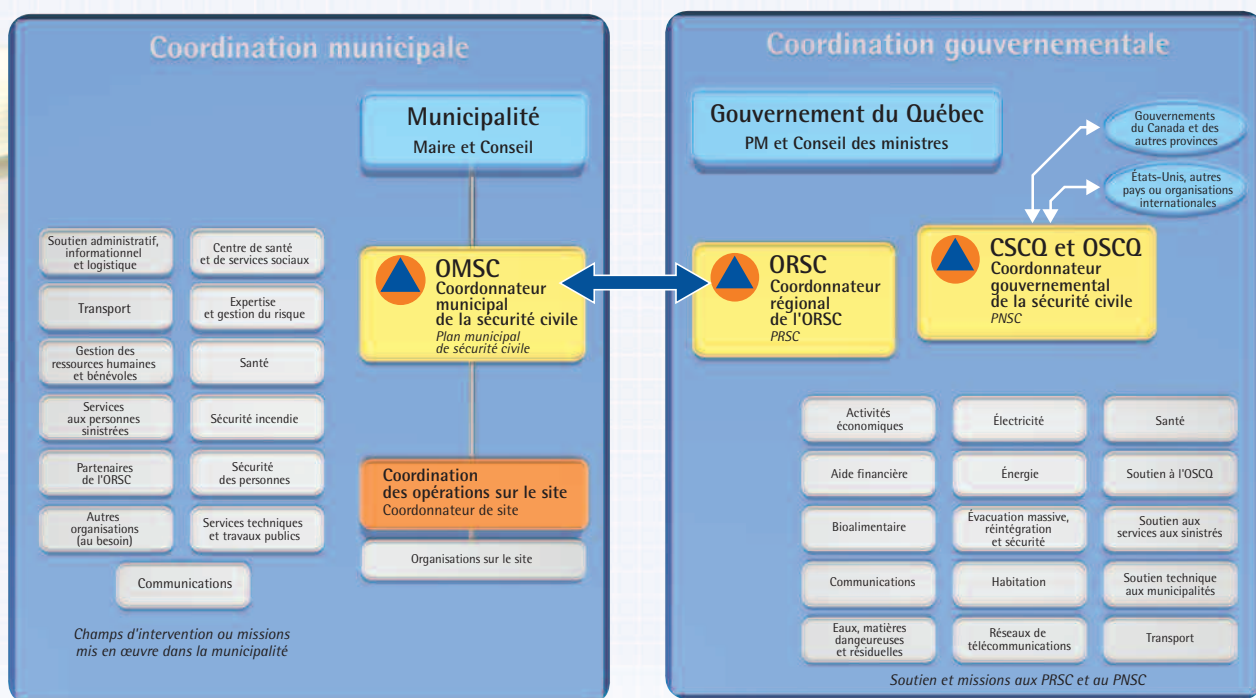 Coordination municipale
Municipalité
Maire et Conseil
Soutien administratif,
informationnel
et logistique
Centre de santé
et de services sociaux
Transport
Expertise
et gestion du risque
Gestion des
ressources humaines
et bénévoles
Santé
Services
aux personnes
sinistrées
Sécurité incendie
Partenaires
de l'ORSC
Sécurité
des personnes
Autres
organisations
(au besoin)
Services techniques
et travaux publics
Communications
Champs d'intervention ou missions
mis en œuvre dans la municipalité
OMSC
Coordonnateur
municipal
de la sécurité civile
Plan municipal
de sécurité civile
Coordination
des opérations sur le site
Coordonnateur de site
Organisations sur le site
Coordination gouvernementale
Gouvernement du Québec
PM et Conseil des ministres
Gouvernements
du Canada et des
autres provinces
États-Unis, autres
pays ou organisations
internationales
ORSC
Coordonnateur
régional
de l'ORSC
PRSC
CSCQ et OSCQ
Coordonnateur
gouvernemental
de la sécurité civile
PNSC
Activités
économiques
Électricité
Santé
Aide financière
Énergie
Soutien à l'OSCQ
Bioalimentaire
Évacuation massive,
réintégration
et sécurité
Soutien aux
services aux sinistrés
Communications
Habitation
Soutien technique
aux municipalités
Eaux, matières
dangeureuses
et résiduelles
Réseaux de
télécommunications
Transport
Soutien et missions aux PRSC et au PNSC